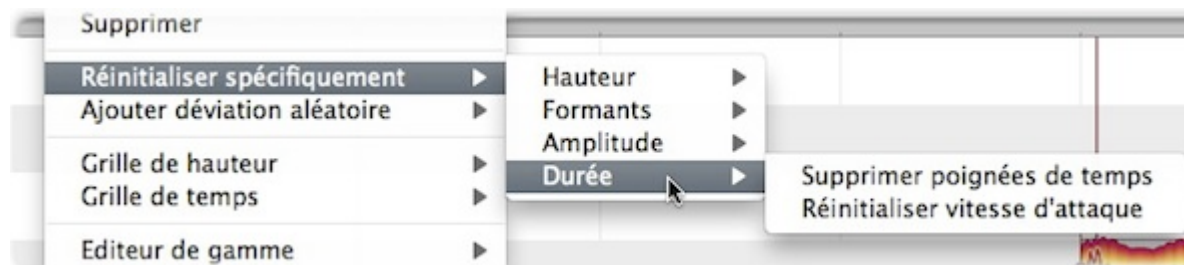 Supprimer
Réinitialiser spécifiquement
Ajouter déviation aléatoire
Grille de hauteur
Grille de temps
Editeur de gamme
Hauteur
Formants
Amplitude
Durée
Supprimer poignées de temps
Réinitialiser vitesse d'attaque